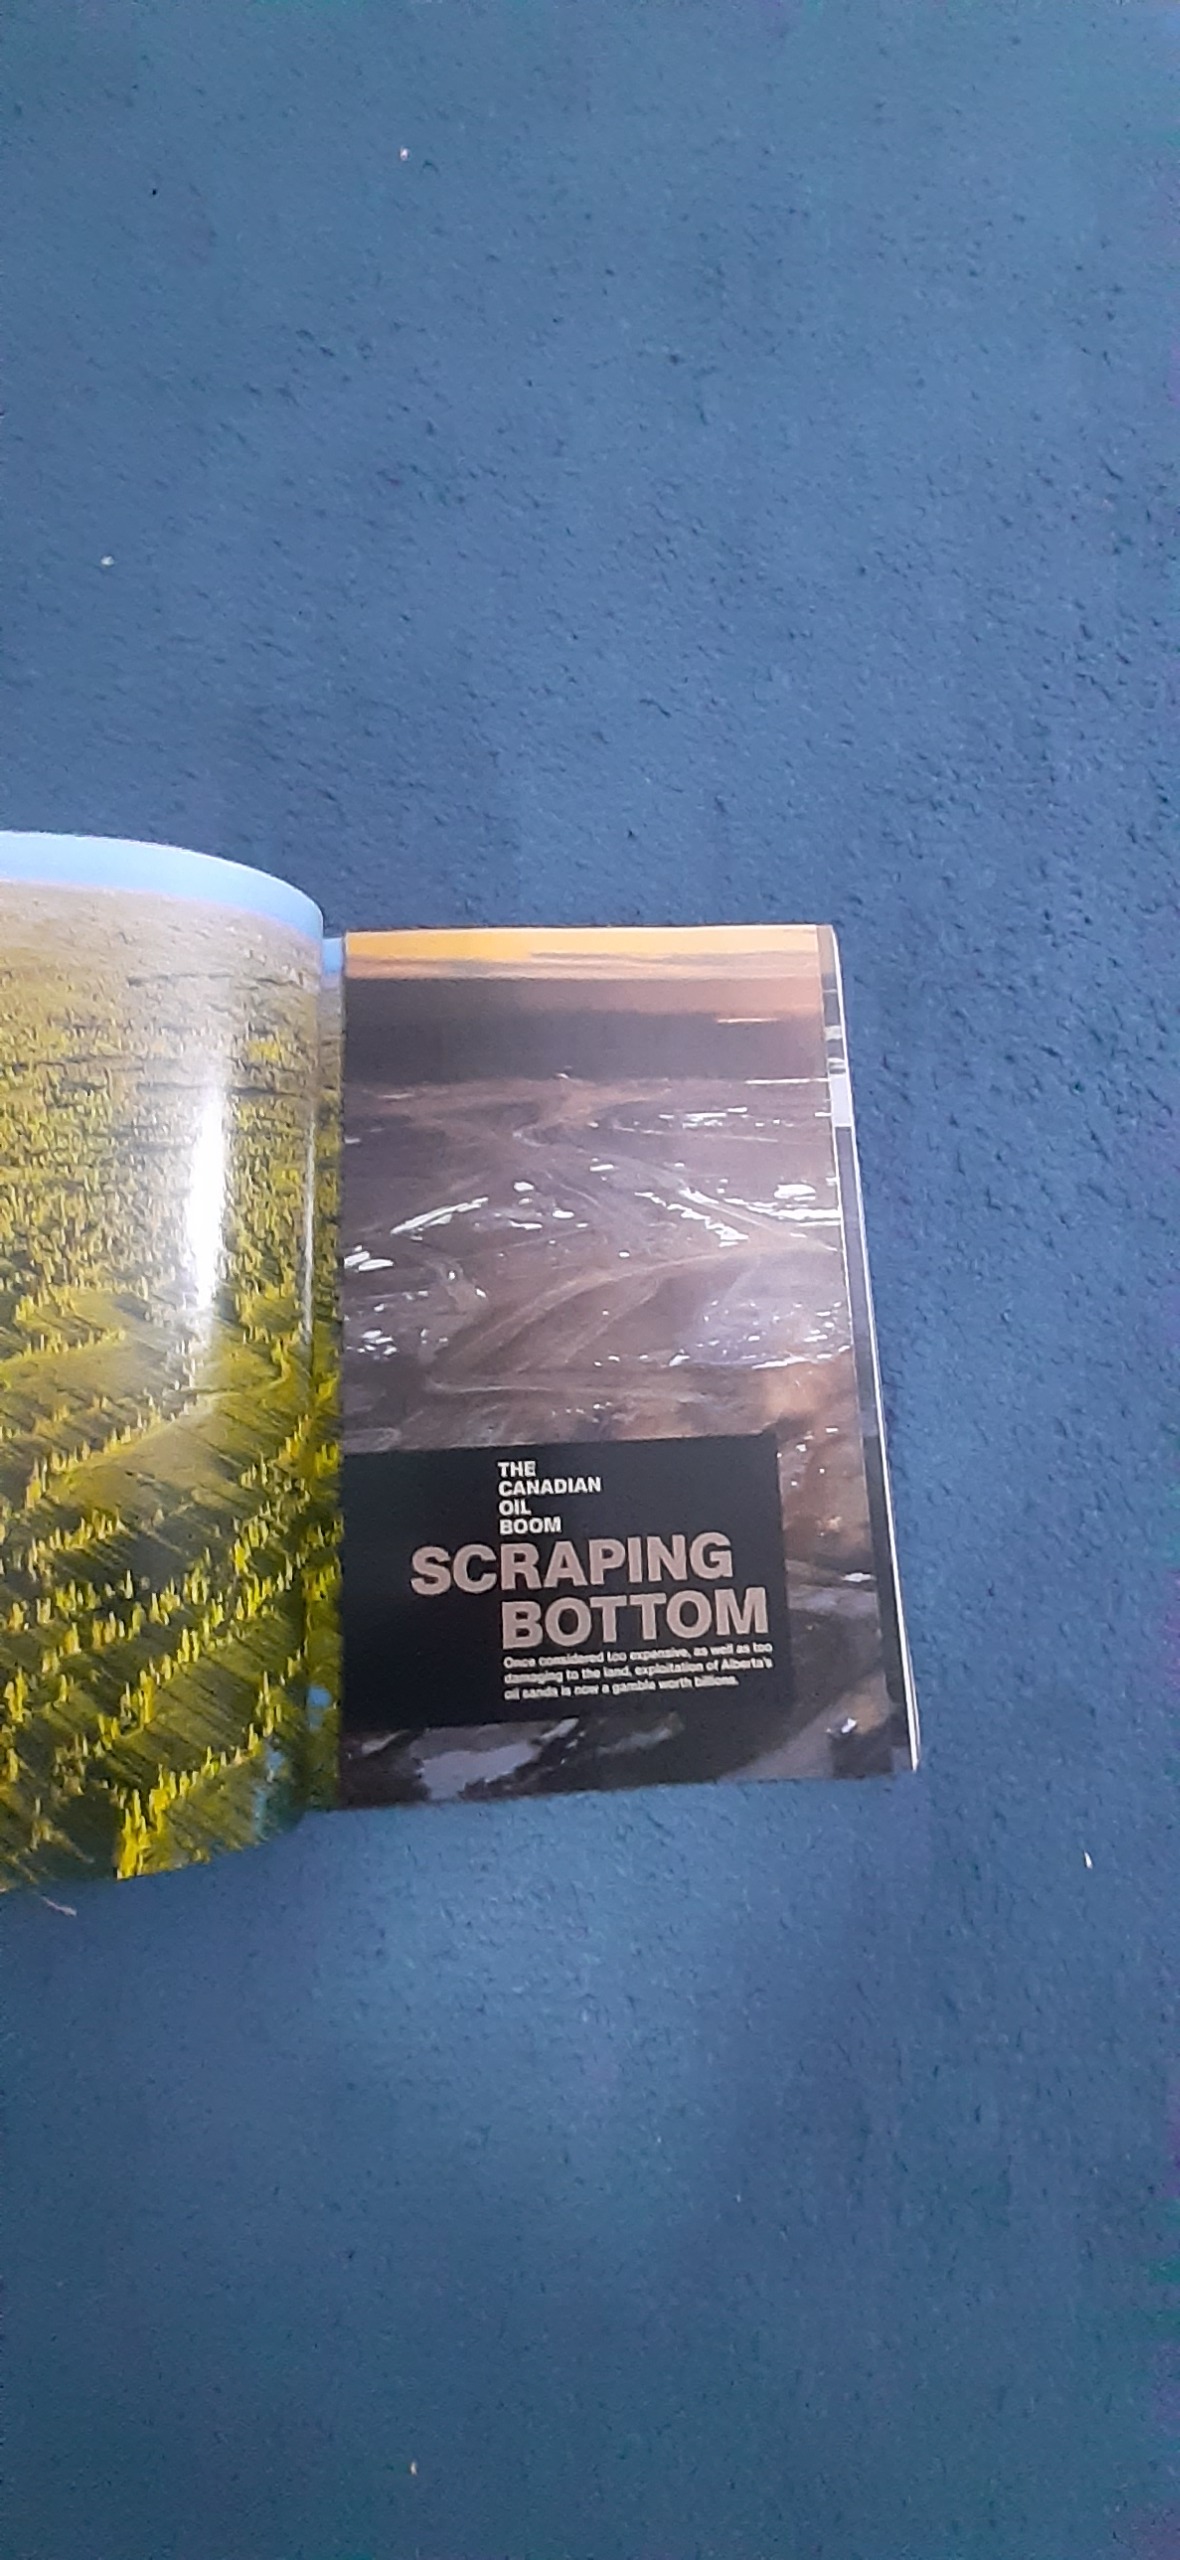 THE
CANADIAN
OIL
BOOM
SCRAPING
BOTTOM
Once considered too expensive, as well as too
damaging to the land, exploitation of Alberta's
oil sands is now a gamble worth billions.